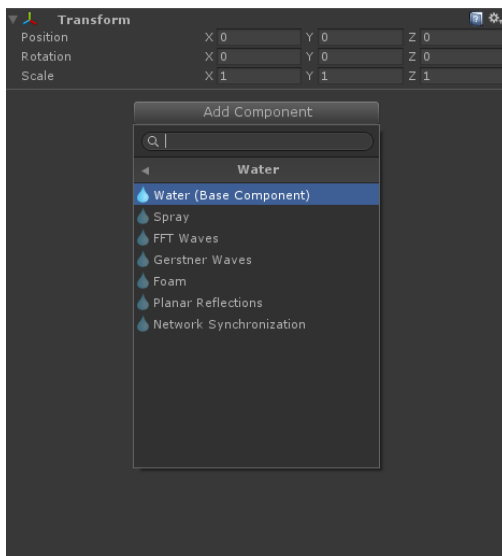 Transform
Position X 0 Y 0 Z 0
Rotation X 0 Y 0 Z 0
Scale X 1 Y 1 Z 1
Add Component
Water
Water (Base Component)
Spray
FFT Waves
Gerstner Waves
Foam
Planar Reflections
Network Synchronization